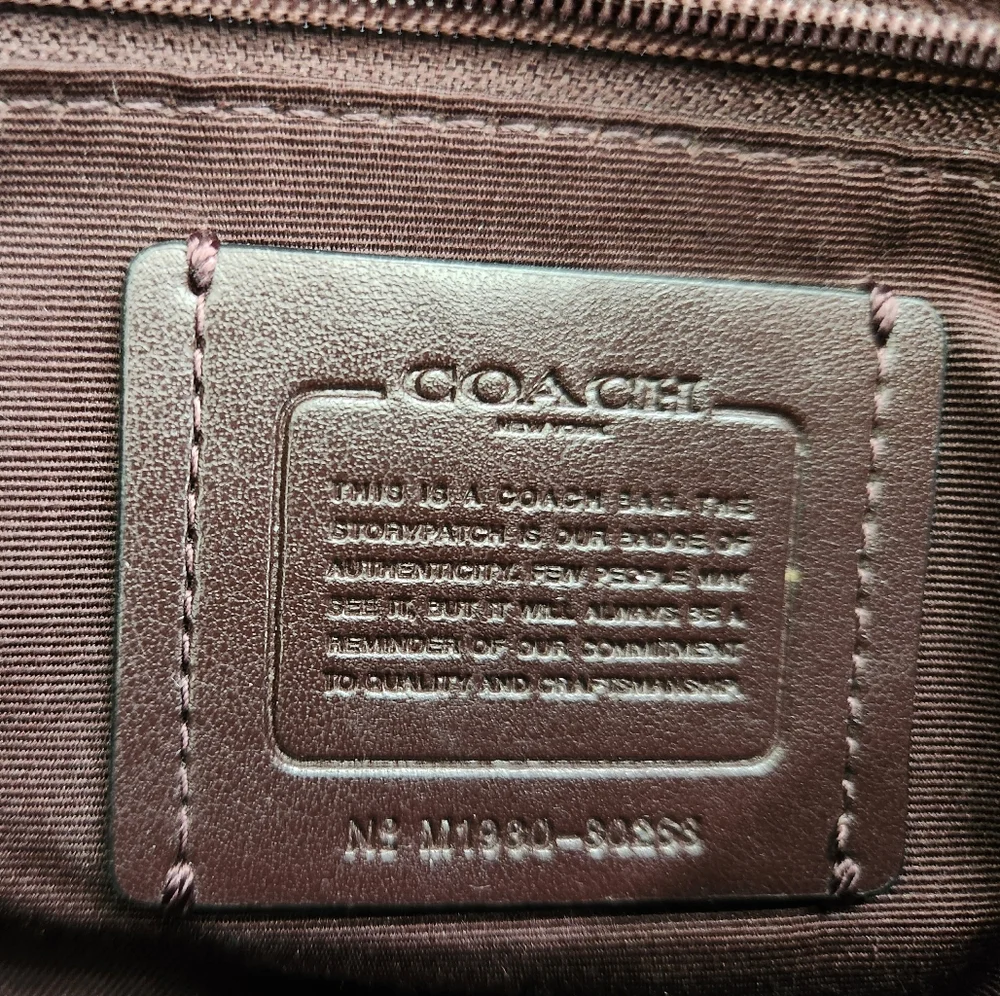 COACH
NEW YORK
THIS IS A COACH BAG. THE
STORYPATCH IS OUR BADGE OF
AUTHENTICITY. FEW PEOPLE MAY
SEE IT, BUT IT WILL ALWAYS BE A
REMINDER OF OUR COMMITMENT
TO QUALITY AND CRAFTSMANSHIP.
Nº